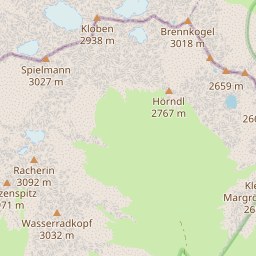 Kloben
2938 m
Brennkogel
3018 m
Spielmann
3027 m
2659 m
Hörndl
2767 m
Racherin
3092 m
Wasserradkopf
3032 m